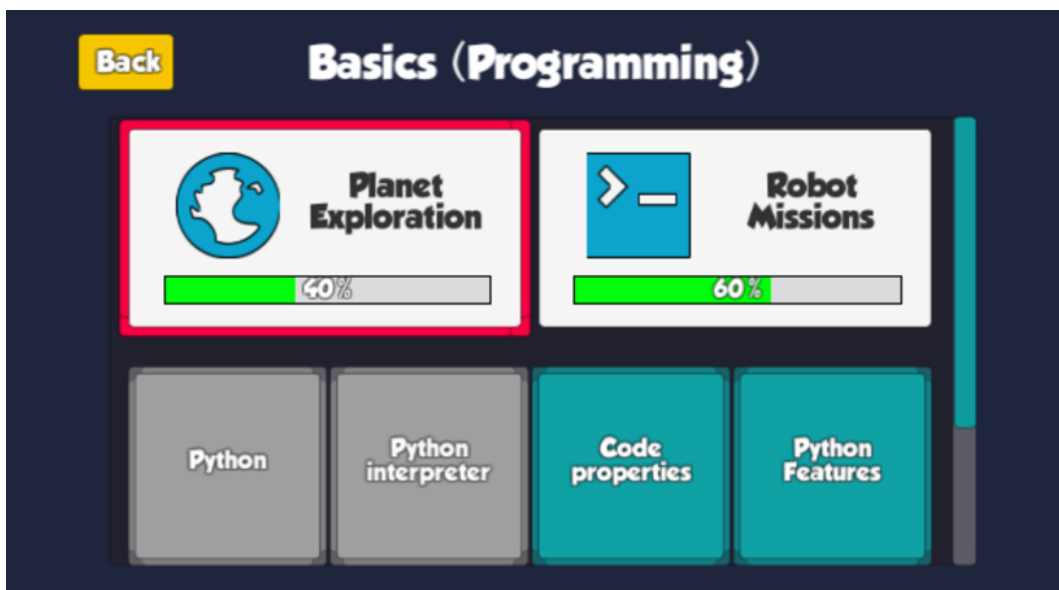 Back
Basics (Programming)
Planet
Exploration
40%
Robot
Missions
60%
Python
Python
interpreter
Code
properties
Python
Features